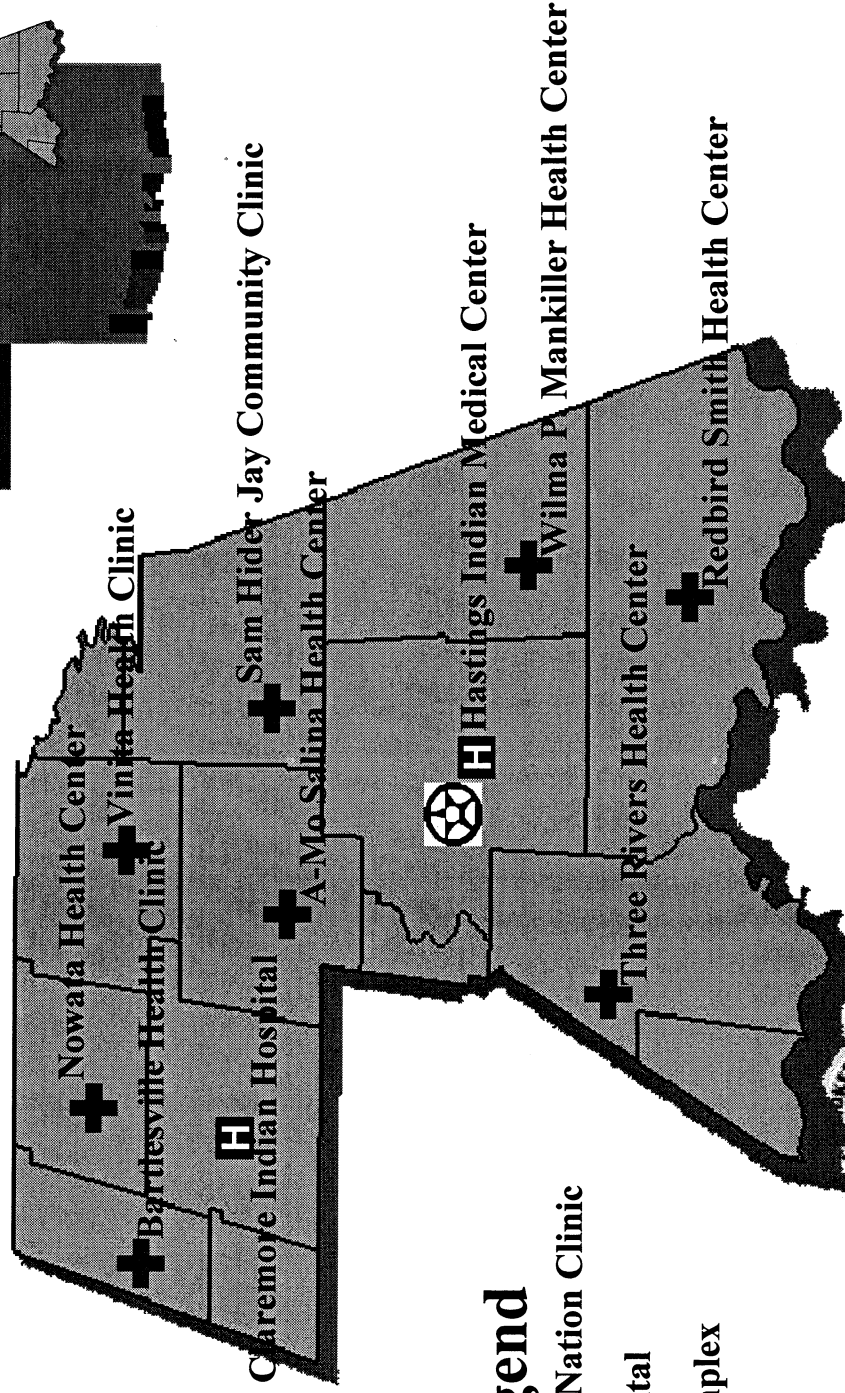 Nowata Health Center
Vinita Health Clinic
Bartlesville Health Clinic
Sam Hider Jay Community Clinic
Claremore Indian Hospital
A-Mo Salina Health Center
H
H
Hastings Indian Medical Center
Wilma P. Mankiller Health Center
Three Rivers Health Center
Redbird Smith Health Center
gend
Nation Clinic
tal
plex